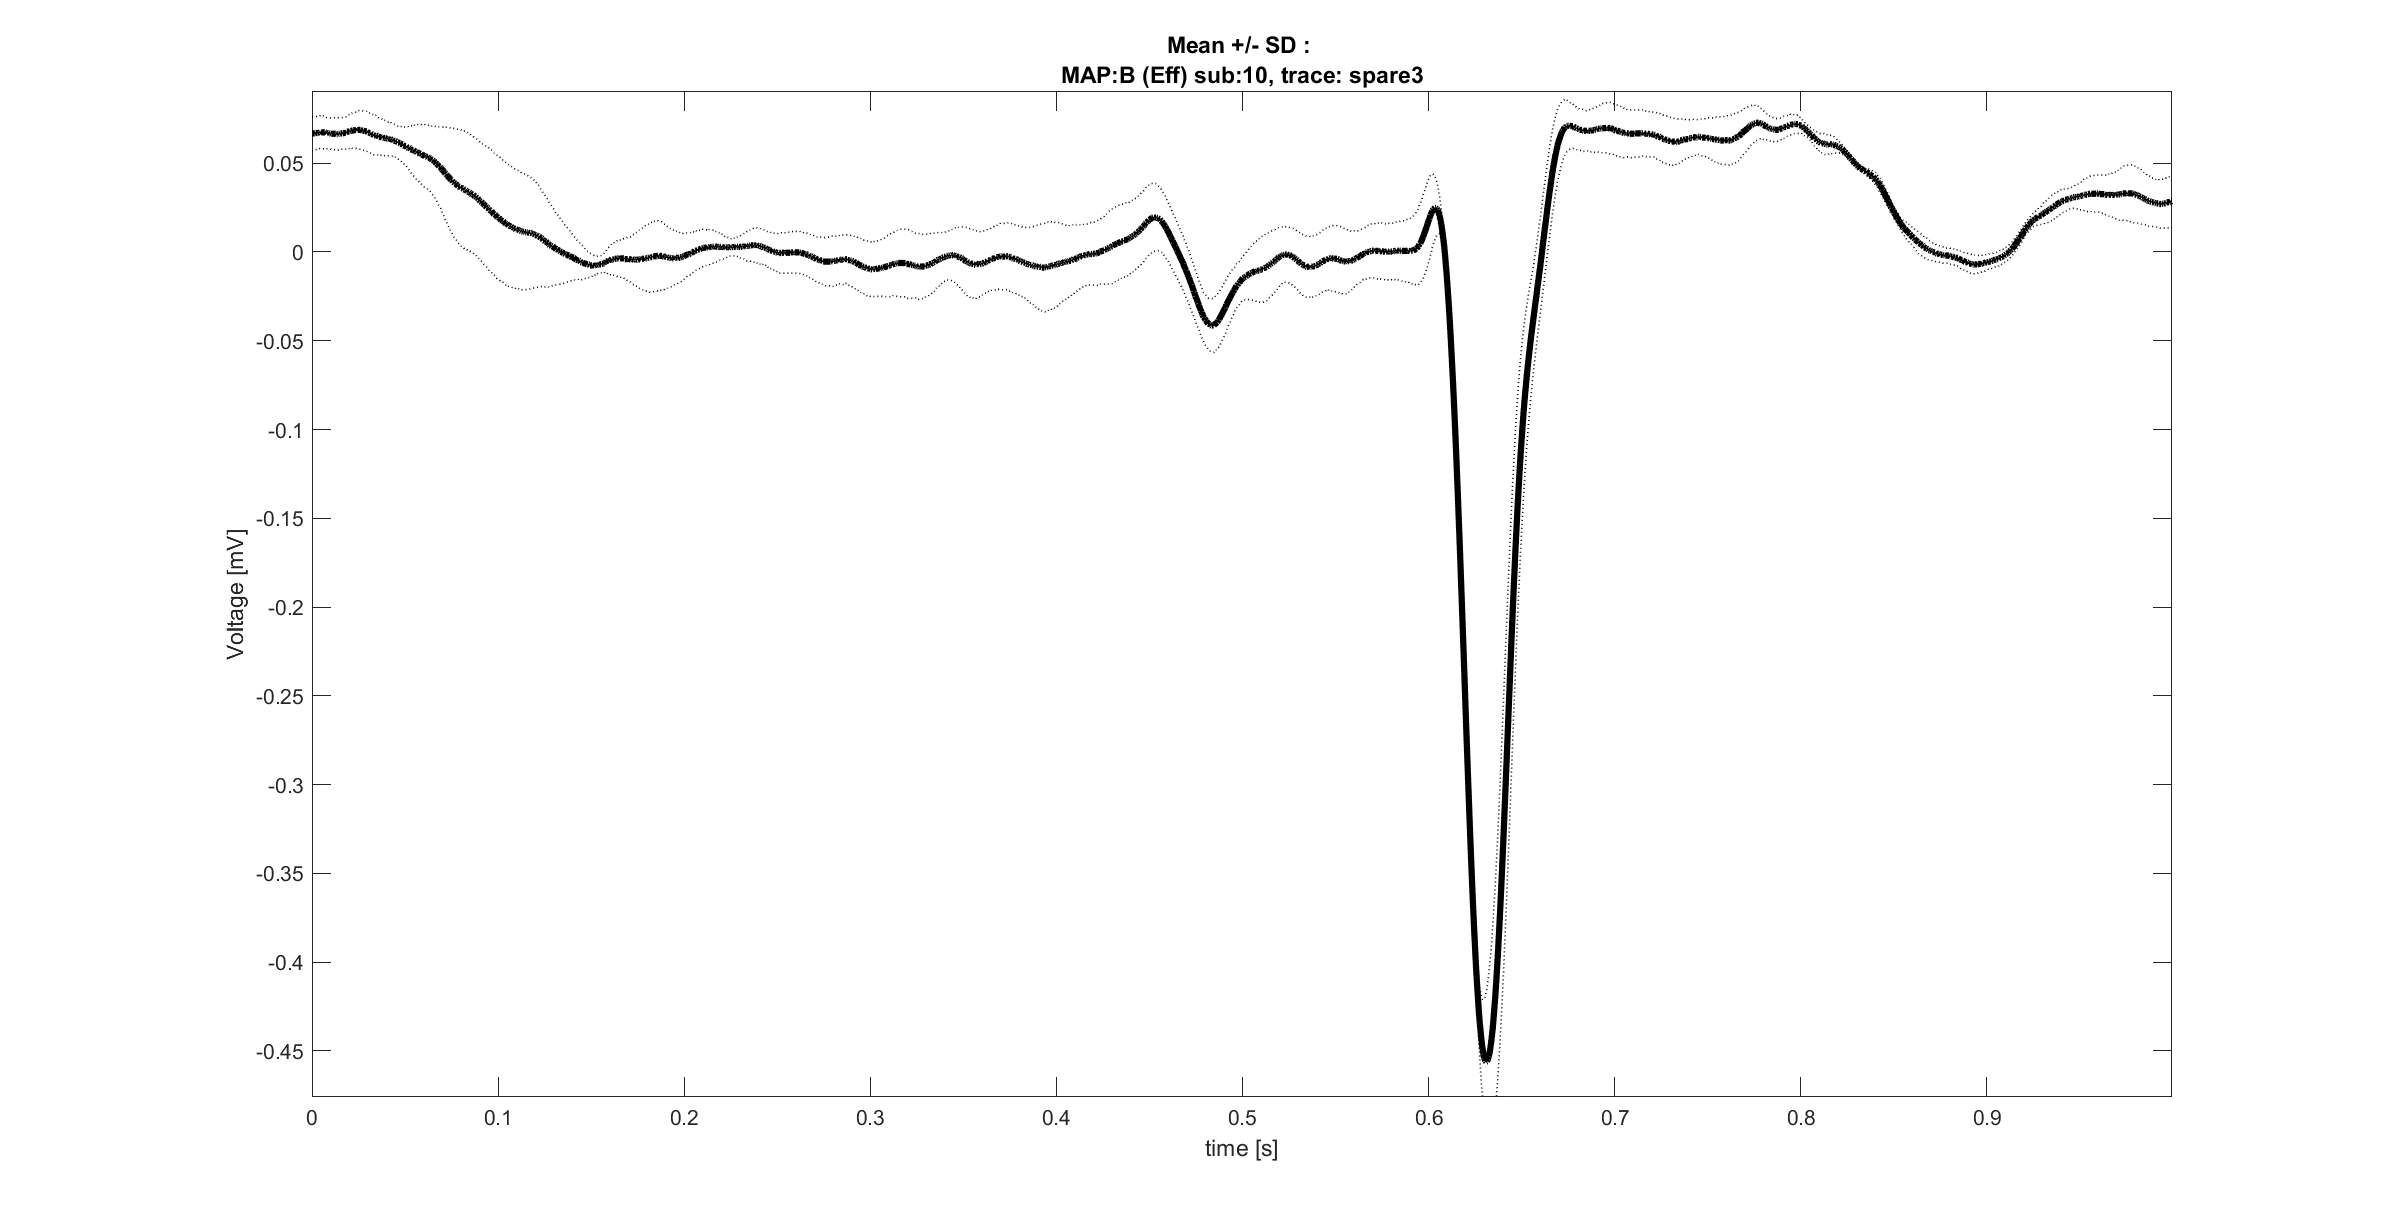 Mean +/- SD :
MAP:B (Eff) sub:10, trace: spare3
Voltage [mV]
0.05
0
-0.05
-0.1
-0.15
-0.2
-0.25
-0.3
-0.35
-0.4
-0.45
0 0.1 0.2 0.3 0.4 0.5 0.6 0.7 0.8 0.9
time [s]